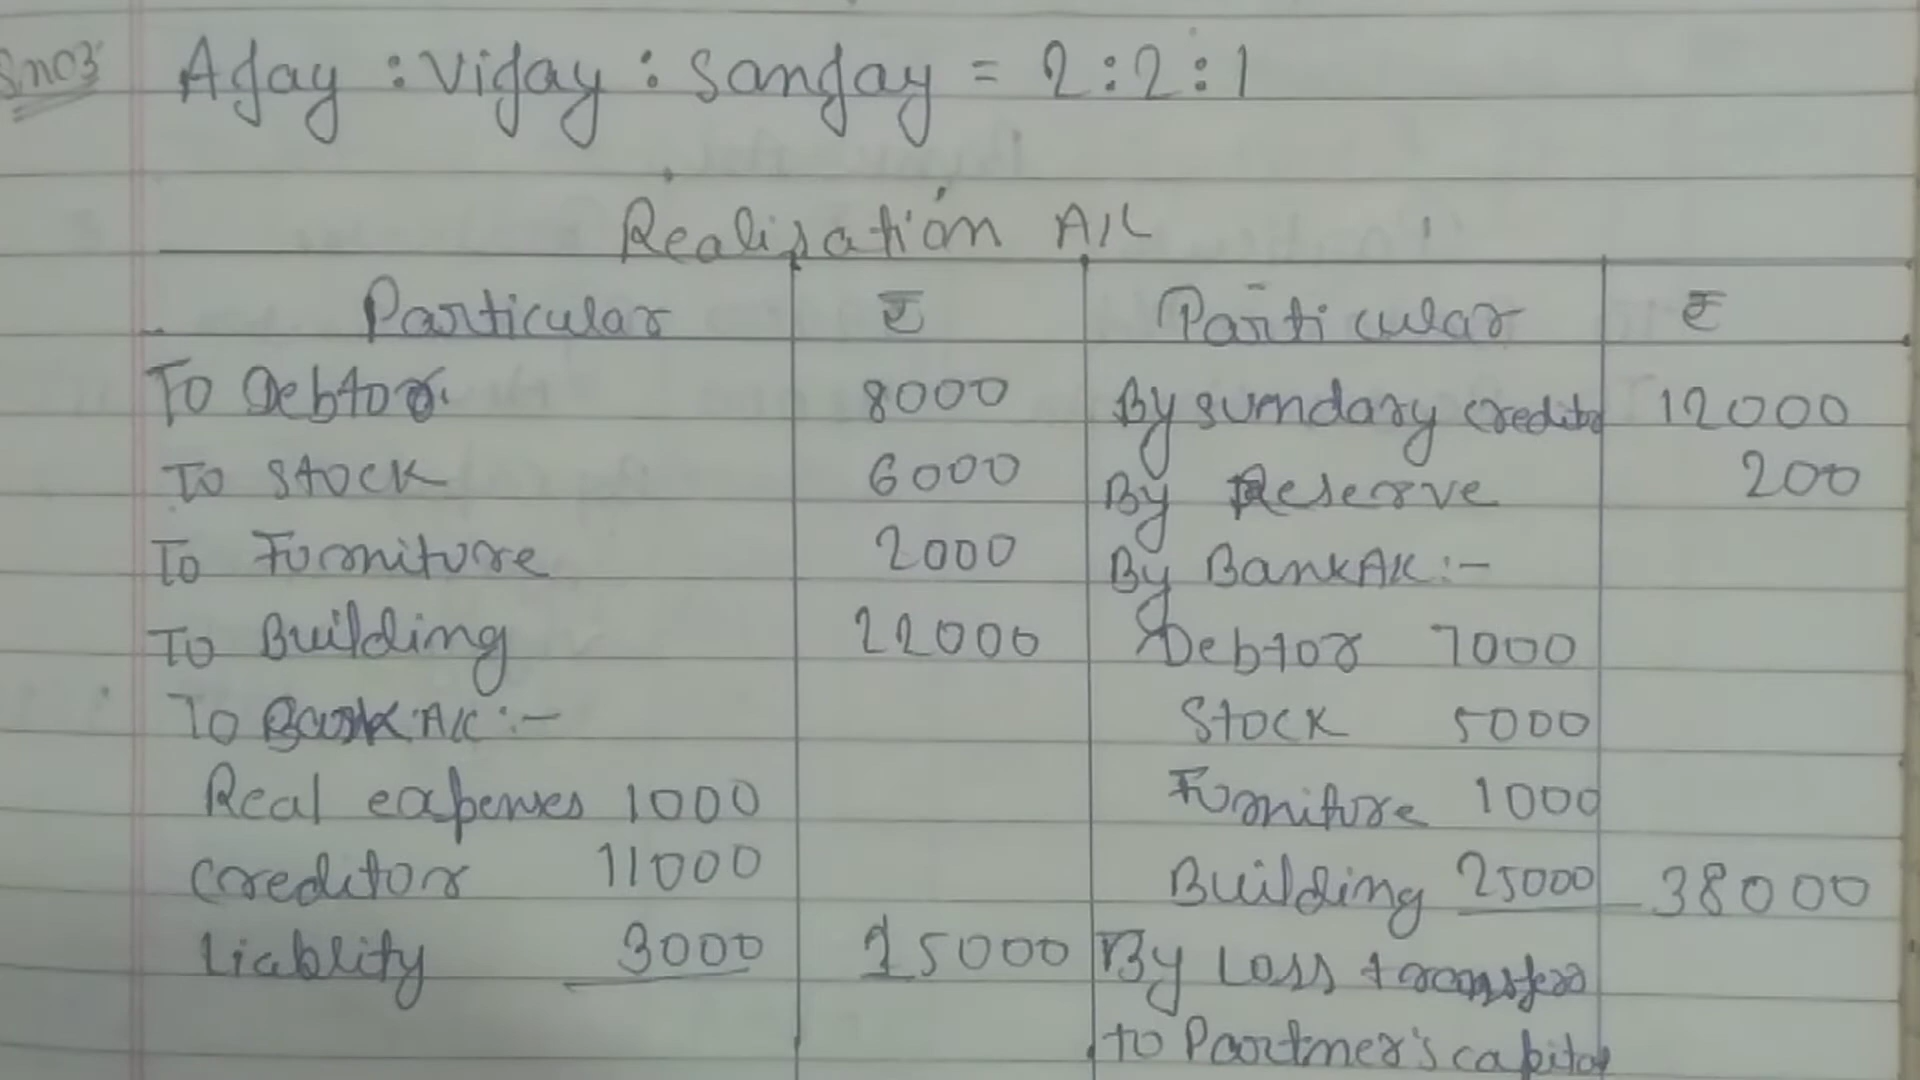 Sno3 Ajay : Vijay : Sanjay = 2:2:1
Realisation A/c
Particular ₹ Particular ₹
To Debtor 8000 By sundary creditor 12000
To Stock 6000 By Reserve 200
To Furniture 2000 By Bank A/c :-
To Building 22000 Debtor 7000
To Bank A/c :- Stock 5000
Real expenses 1000 Furniture 1000
Creditor 11000 Building 25000 38000
Liablity 3000 15000 By Loss transfer
to Partner's capital